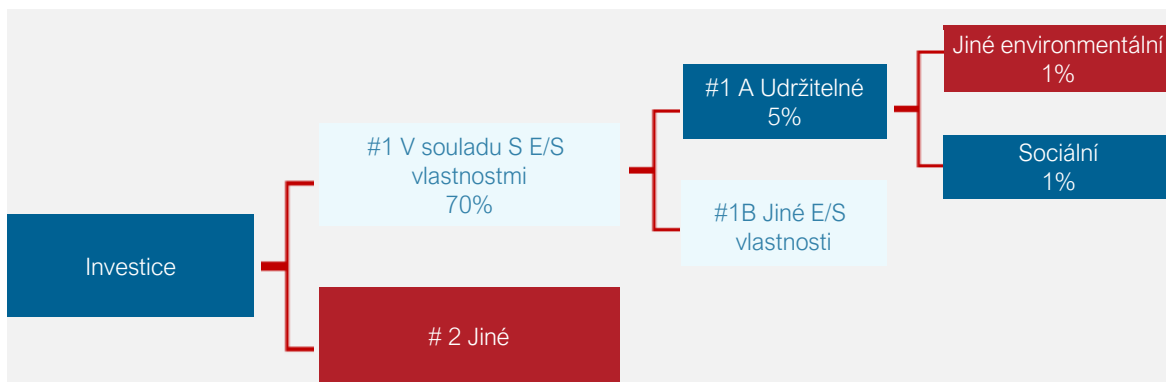 Investice
#1 V souladu S E/S
vlastnostmi
70%
# 2 Jiné
#1 A Udržitelné
5%
#1B Jiné E/S
vlastnosti
Jiné environmentální
1%
Sociální
1%